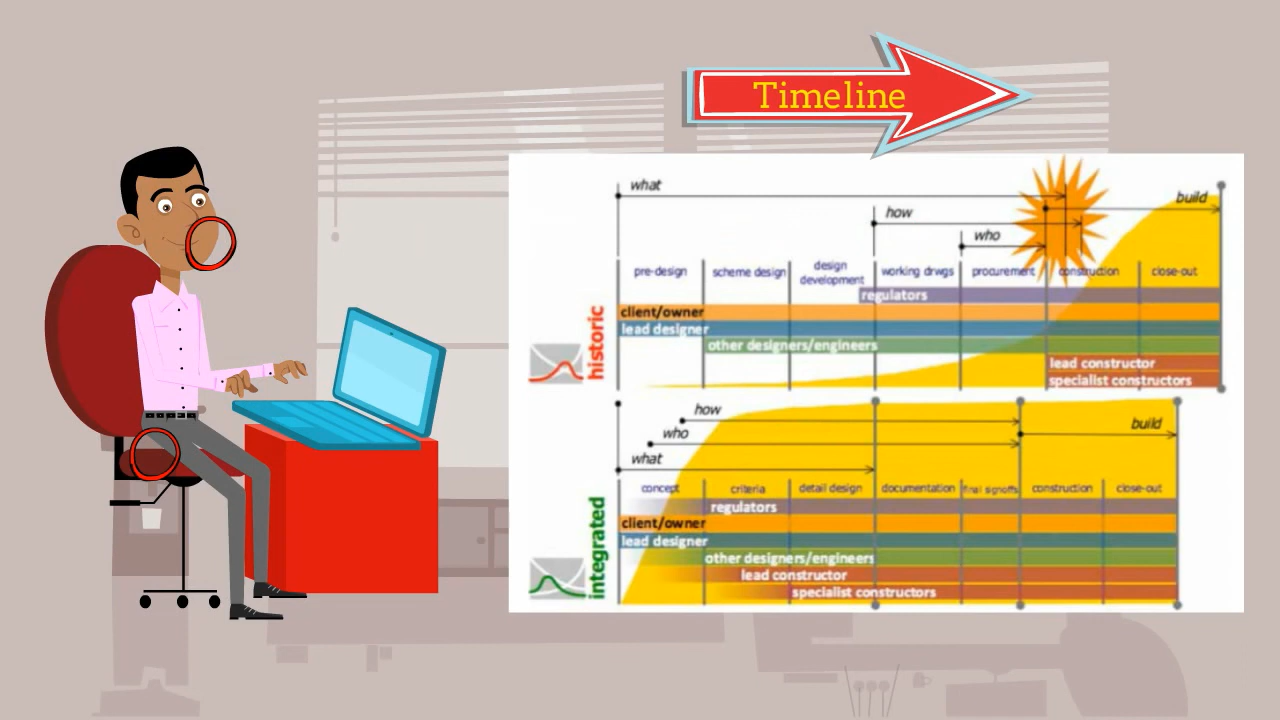 Timeline
what
build
how
who
pre-design scheme design design development working drwgs procurement construction close-out
regulators
client/owner
lead designer
other designers/engineers
historic
lead constructor
specialist constructors
how
build
who
what
concept criteria detail design documentation final signoffs construction close-out
regulators
client/owner
lead designer
other designers/engineers
integrated
lead constructor
specialist constructors